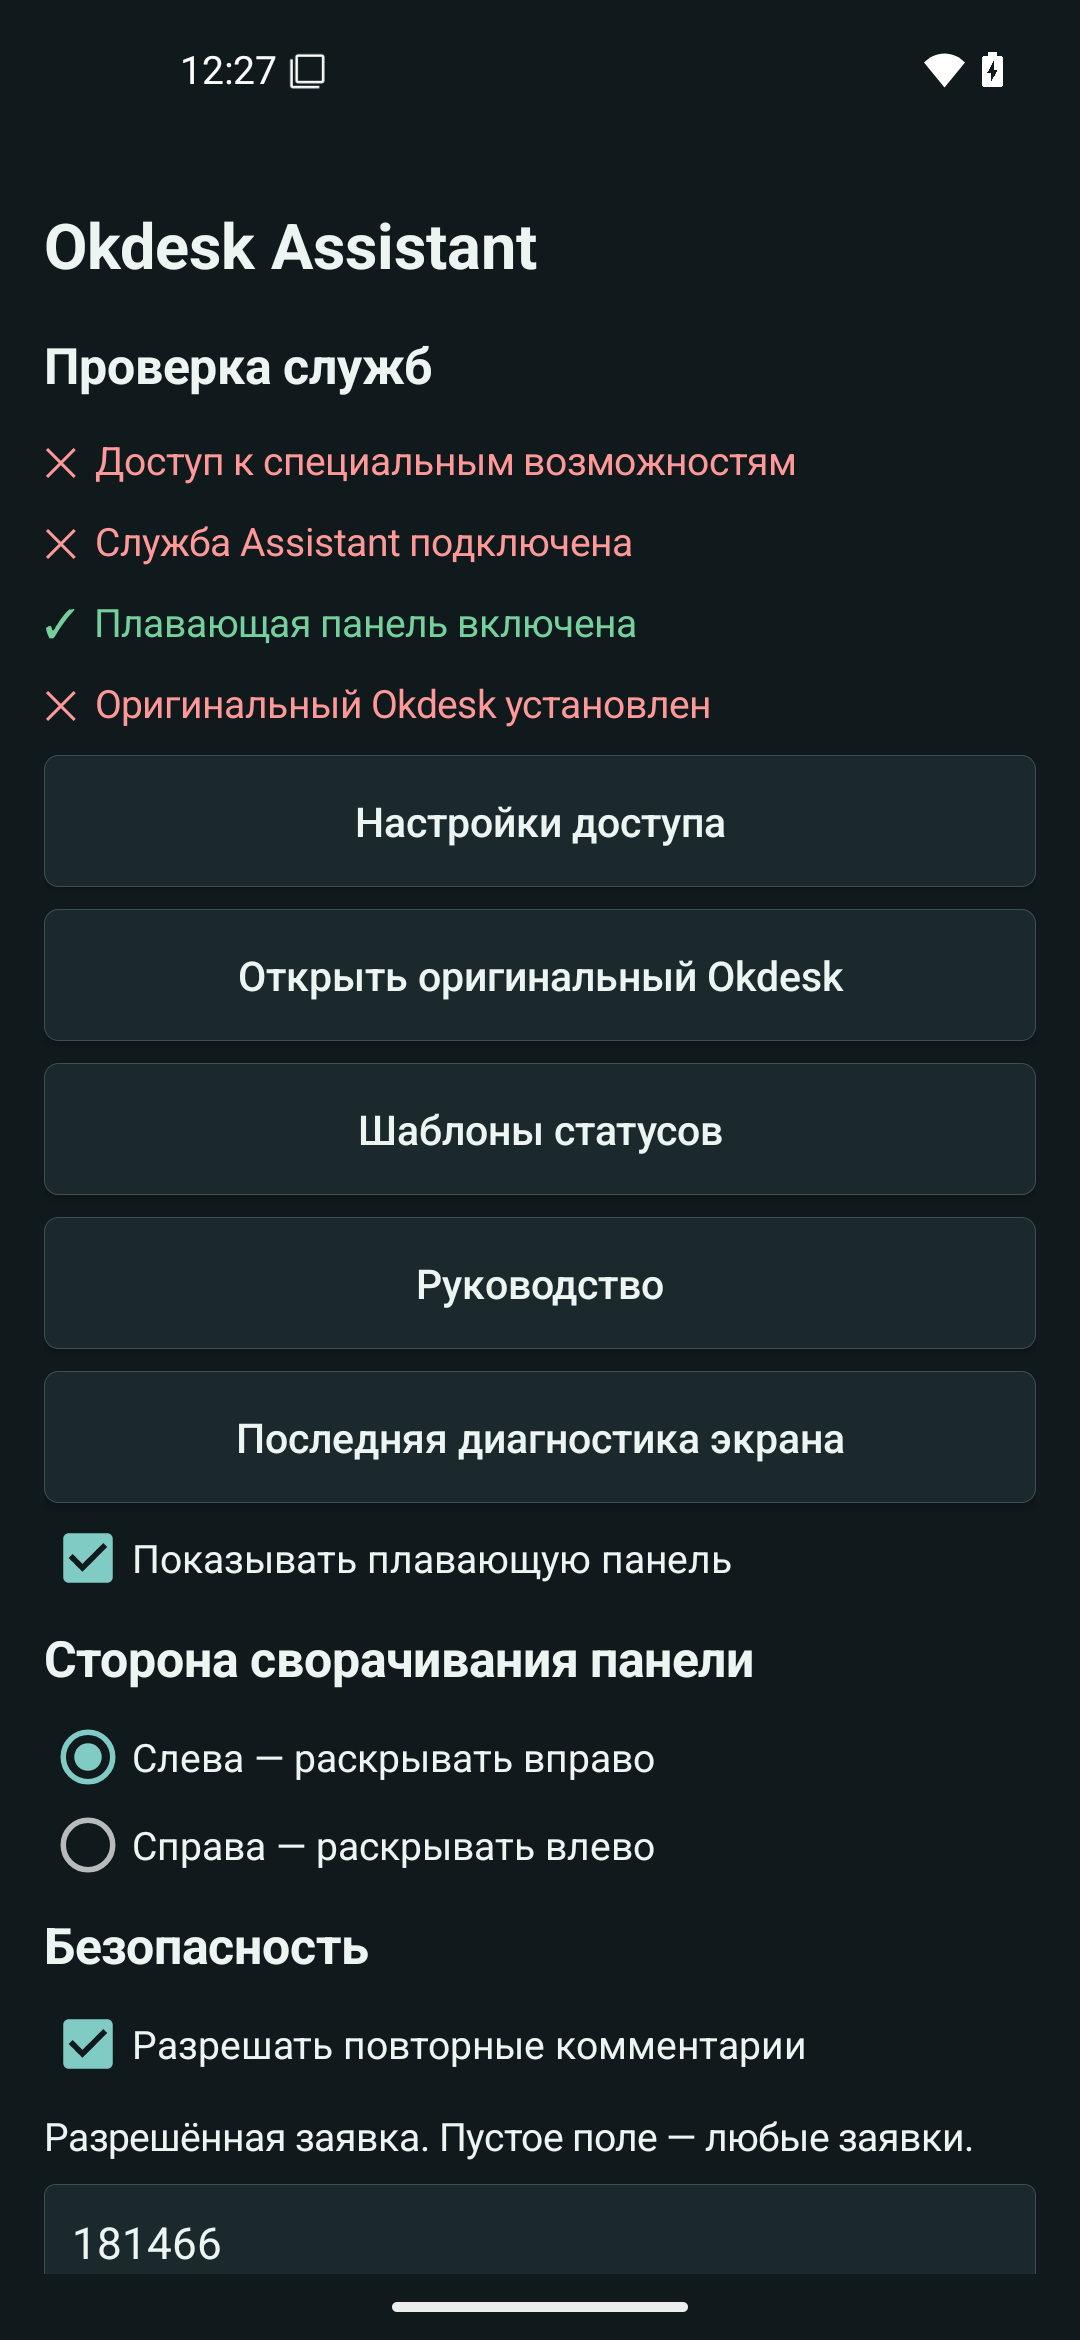 12:27
Okdesk Assistant
Проверка служб
✕ Доступ к специальным возможностям
✕ Служба Assistant подключена
✓ Плавающая панель включена
✕ Оригинальный Okdesk установлен
Настройки доступа
Открыть оригинальный Okdesk
Шаблоны статусов
Руководство
Последняя диагностика экрана
Показывать плавающую панель
Сторона сворачивания панели
Слева — раскрывать вправо
Справа — раскрывать влево
Безопасность
Разрешать повторные комментарии
Разрешённая заявка. Пустое поле — любые заявки.
181466